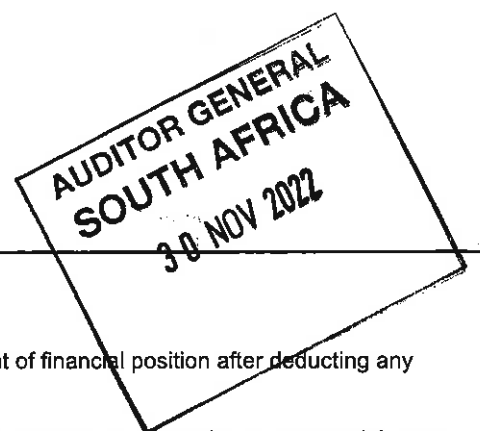 AUDITOR GENERAL
SOUTH AFRICA
30 NOV 2022
t of financial position after deducting any